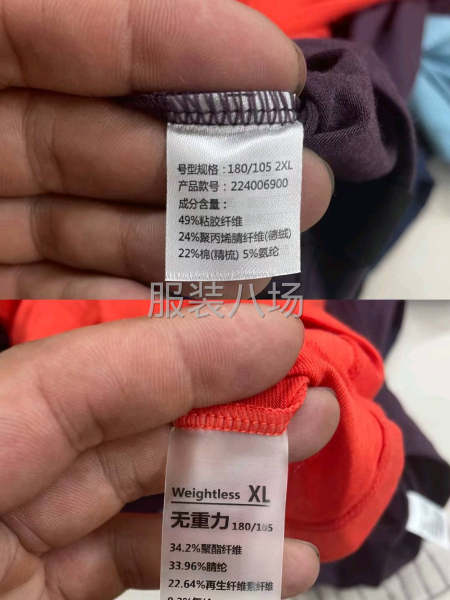 号型规格：180/105 2XL
产品款号：224006900
成分含量：
49%粘胶纤维
24%聚丙烯腈纤维(德绒)
22%棉(精梳) 5%氨纶
服装八场
Weightless XL
无重力 180/105
34.2%聚酯纤维
33.96%腈纶
22.64%再生纤维素纤维